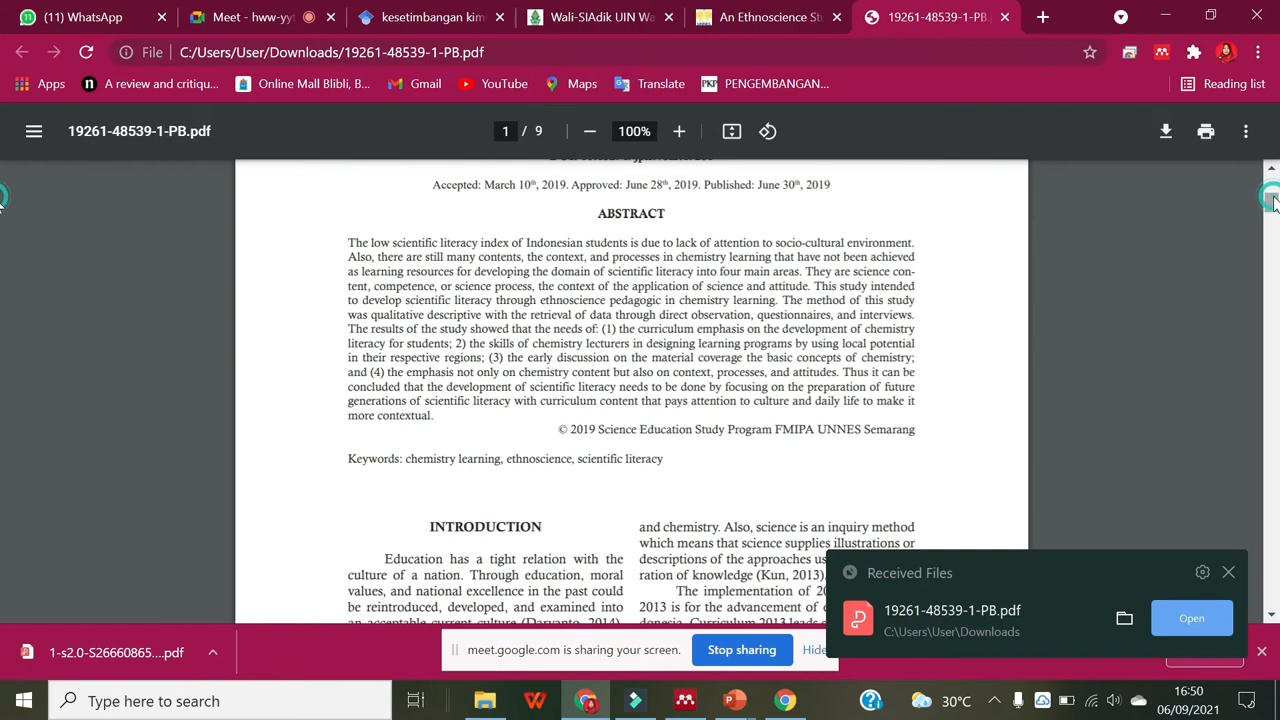 (11) WhatsApp
Meet - hww-yy
kesetimbangan kim
Wali-SIAdik UIN Wa
An Ethnoscience Stu
19261-48539-1-PB.p
File
C:/Users/User/Downloads/19261-48539-1-PB.pdf
Apps
A review and critiqu...
Online Mall Blibli, B...
Gmail
YouTube
Maps
Translate
PENGEMBANGAN...
Reading list
19261-48539-1-PB.pdf
1 / 9
100%
Accepted: March 10th, 2019. Approved: June 28th, 2019. Published: June 30th, 2019
ABSTRACT
The low scientific literacy index of Indonesian students is due to lack of attention to socio-cultural environment.
Also, there are still many contents, the context, and processes in chemistry learning that have not been achieved
as learning resources for developing the domain of scientific literacy into four main areas. They are science con-
tent, competence, or science process, the context of the application of science and attitude. This study intended
to develop scientific literacy through ethnoscience pedagogic in chemistry learning. The method of this study
was qualitative descriptive with the retrieval of data through direct observation, questionnaires, and interviews.
The results of the study showed that the needs of: (1) the curriculum emphasis on the development of chemistry
literacy for students; 2) the skills of chemistry lecturers in designing learning programs by using local potential
in their respective regions; (3) the early discussion on the material coverage the basic concepts of chemistry;
and (4) the emphasis not only on chemistry content but also on context, processes, and attitudes. Thus it can be
concluded that the development of scientific literacy needs to be done by focusing on the preparation of future
generations of scientific literacy with curriculum content that pays attention to culture and daily life to make it
more contextual.
© 2019 Science Education Study Program FMIPA UNNES Semarang
Keywords: chemistry learning, ethnoscience, scientific literacy
INTRODUCTION
Education has a tight relation with the
culture of a nation. Through education, moral
values, and national excellence in the past could
be reintroduced, developed, and examined into
an acceptable current culture (Daryanto, 2014).
and chemistry. Also, science is an inquiry method
which means that science supplies illustrations or
descriptions of the approaches us
ration of knowledge (Kun, 2013).
The implementation of 20
2013 is for the advancement of
donesia. Curriculum 2013 leads
Received Files
19261-48539-1-PB.pdf
C:\Users\User\Downloads
Open
1-s2.0-S26660865....pdf
meet.google.com is sharing your screen.
Stop sharing
Hide
Type here to search
30°C
16:50
06/09/2021